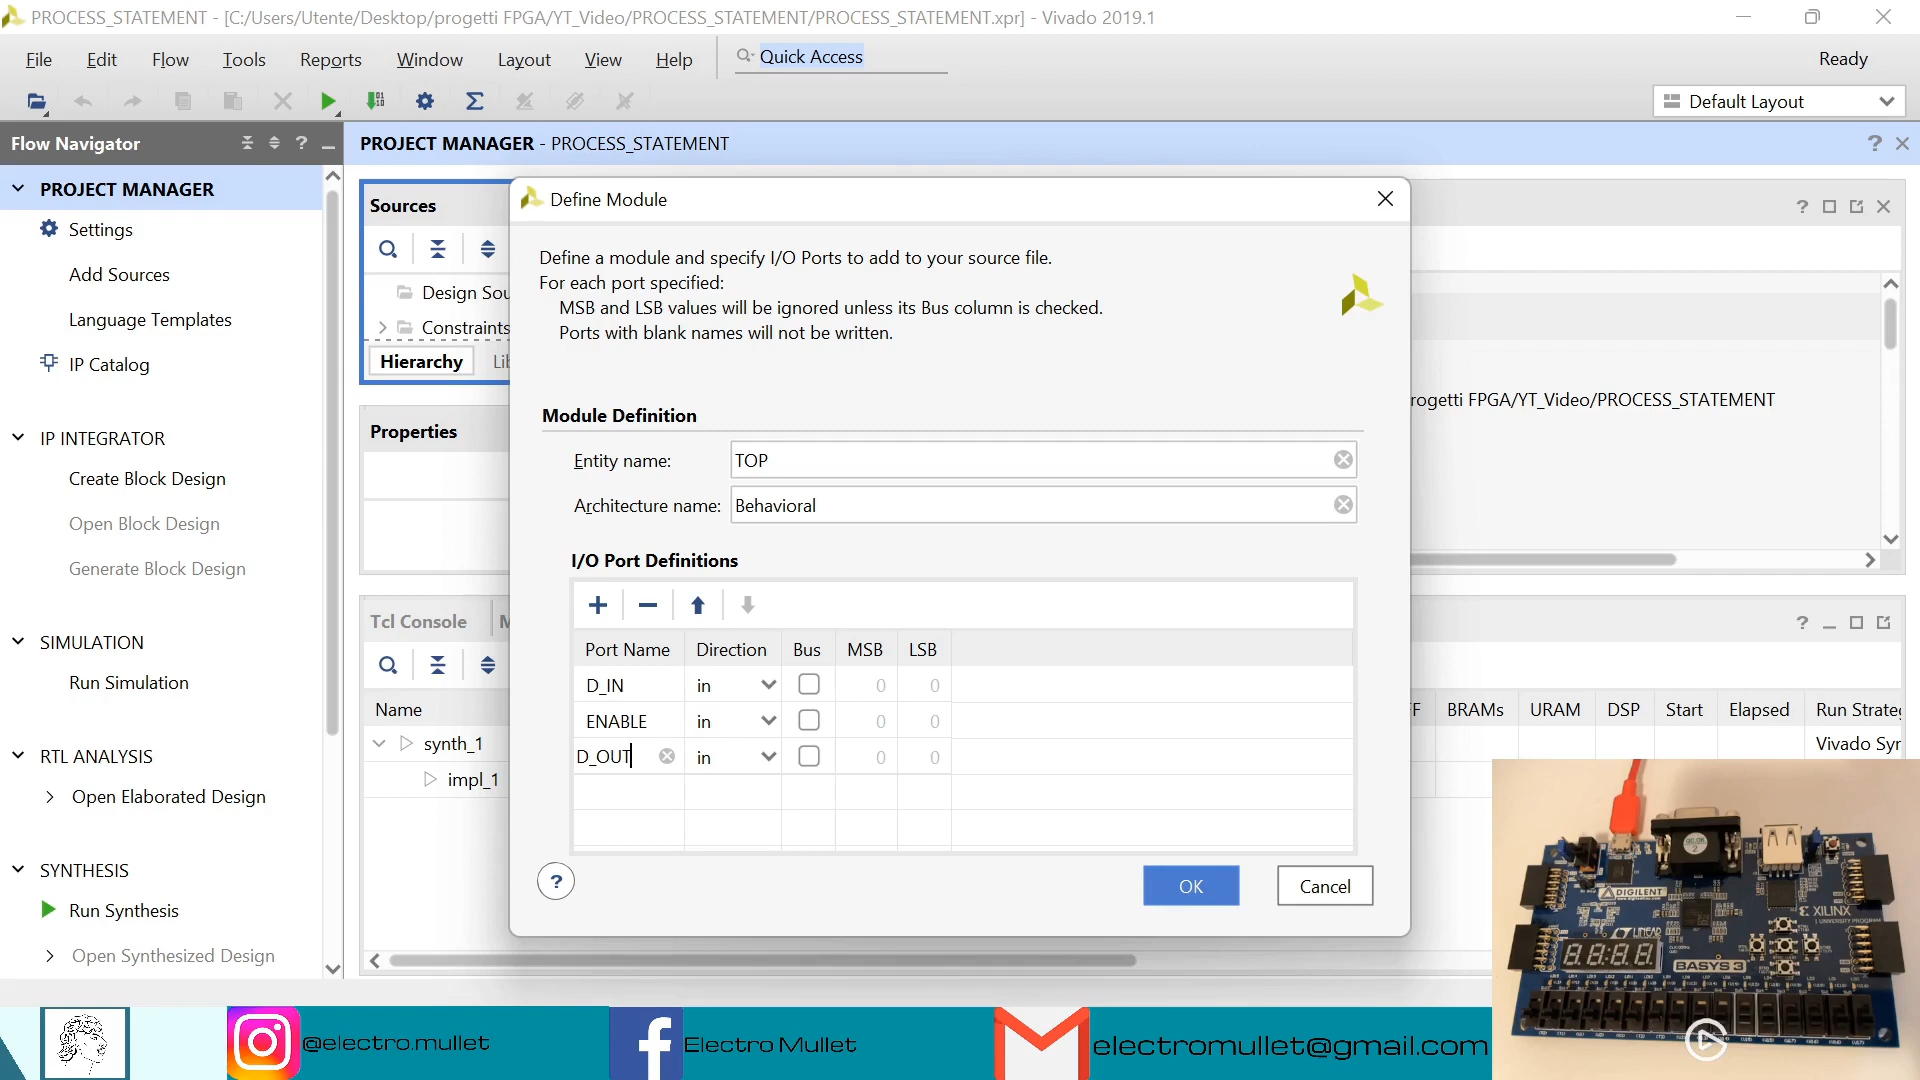 PROCESS_STATEMENT - [C:/Users/Utente/Desktop/progetti FPGA/YT_Video/PROCESS_STATEMENT/PROCESS_STATEMENT.xpr] - Vivado 2019.1
File Edit Flow Tools Reports Window Layout View Help Quick Access Ready
Default Layout
Flow Navigator
PROJECT MANAGER - PROCESS_STATEMENT
PROJECT MANAGER
Settings
Add Sources
Language Templates
IP Catalog
IP INTEGRATOR
Create Block Design
Open Block Design
Generate Block Design
SIMULATION
Run Simulation
RTL ANALYSIS
Open Elaborated Design
SYNTHESIS
Run Synthesis
Open Synthesized Design
Sources
Design Sou
Constraints
Hierarchy Lib
Properties
Tcl Console M
Name
synth_1
impl_1
Define Module
Define a module and specify I/O Ports to add to your source file.
For each port specified:
MSB and LSB values will be ignored unless its Bus column is checked.
Ports with blank names will not be written.
Module Definition
Entity name: TOP
Architecture name: Behavioral
I/O Port Definitions
Port Name Direction Bus MSB LSB
D_IN in 0 0
ENABLE in 0 0
D_OUT in 0 0
? OK Cancel
rogetti FPGA/YT_Video/PROCESS_STATEMENT
FF BRAMs URAM DSP Start Elapsed Run Strateg
Vivado Syn
DIGILENT
XILINX
UNIVERSITY PROGRAM
LINEAR
BASYS 3
@electro.mullet
Electro Mullet
electromullet@gmail.com